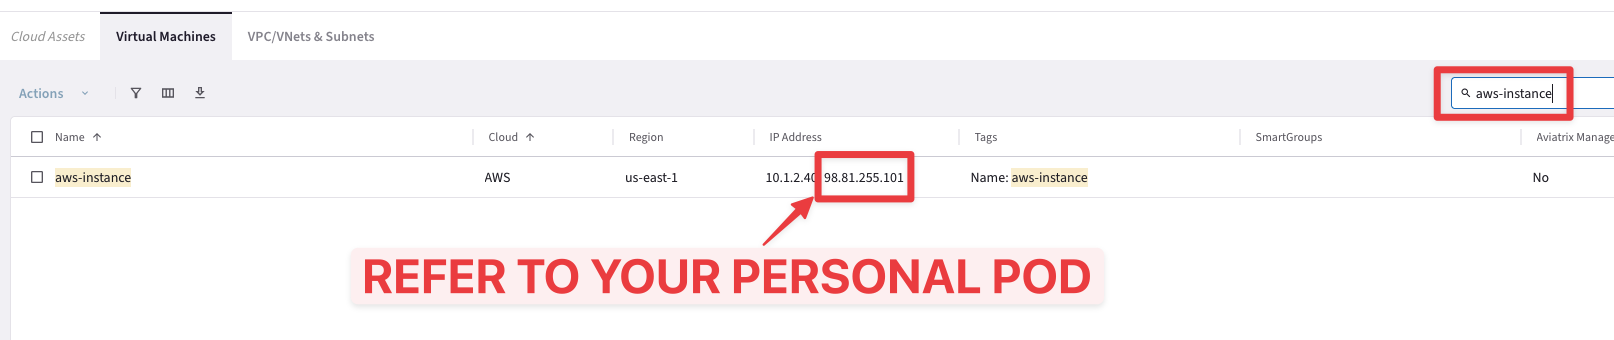 Cloud Assets Virtual Machines VPC/VNets & Subnets
Actions aws-instance
Name Cloud Region IP Address Tags SmartGroups Aviatrix Manage
aws-instance AWS us-east-1 10.1.2.40 98.81.255.101 Name: aws-instance No
REFER TO YOUR PERSONAL POD